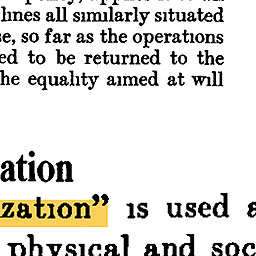 lines all similarly situated
se, so far as the operations
ed to be returned to the
he equality aimed at will
ation
zation” is used a
physical and soc